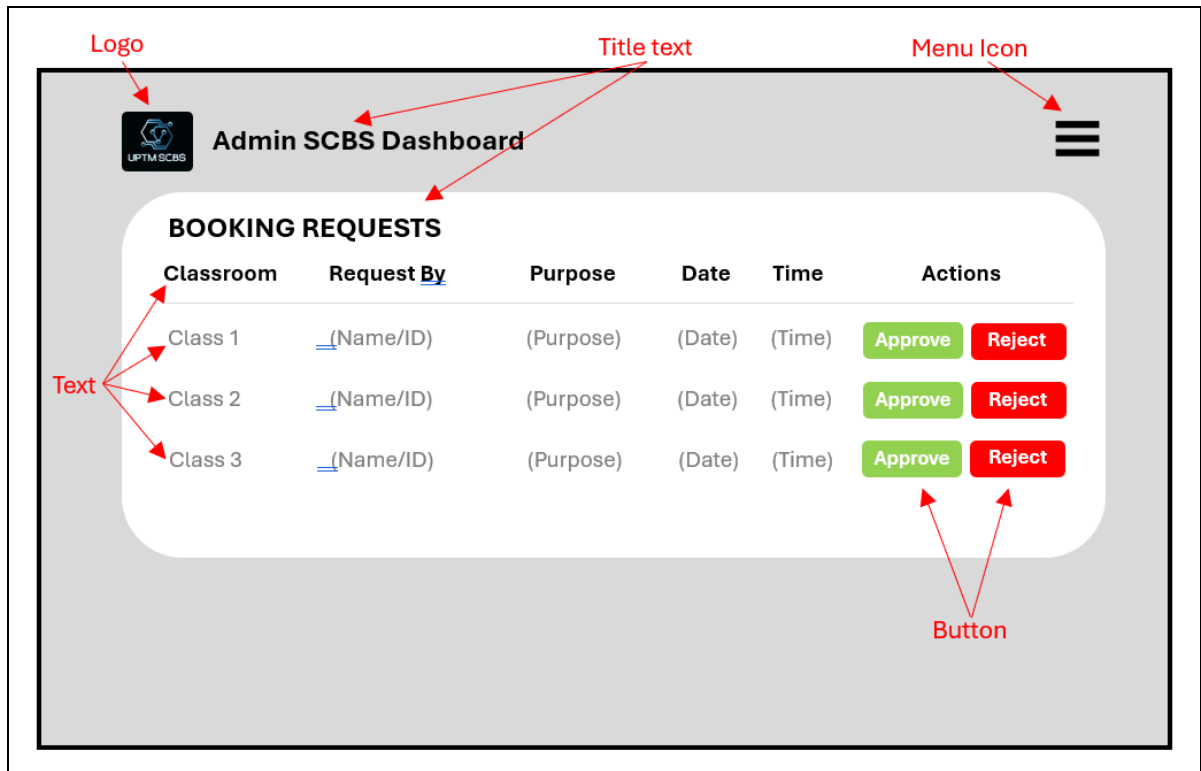 Logo Title text Menu Icon
UPTM SCBS
Admin SCBS Dashboard
BOOKING REQUESTS
Classroom Request By Purpose Date Time Actions
Class 1 (Name/ID) (Purpose) (Date) (Time) Approve Reject
Text
Class 2 (Name/ID) (Purpose) (Date) (Time) Approve Reject
Class 3 (Name/ID) (Purpose) (Date) (Time) Approve Reject
Button